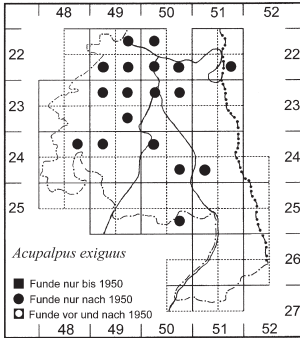 48 49 50 51 52
22 22
23 23
24 24
25 25
Acupalpus exiguus
26
Funde nur bis 1950
Funde nur nach 1950
Funde vor und nach 1950
27
48 49 50 51 52